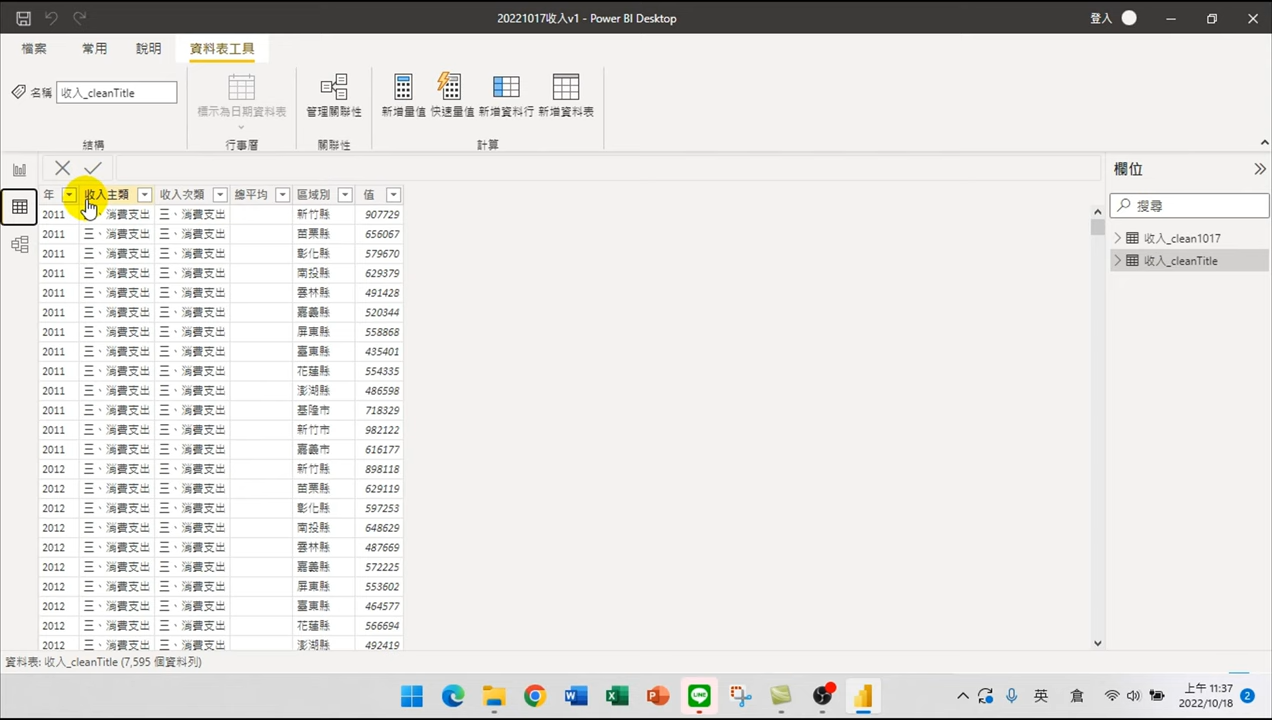 20221017收入v1 - Power BI Desktop
登入
檔案 常用 說明 資料表工具
名稱 收入_cleanTitle
標示為日期資料表 管理關聯性 新增量值 快速量值 新增資料行 新增資料表
結構 行事曆 關聯性 計算
欄位
搜尋
收入_clean1017
收入_cleanTitle
年 收入主類 收入次類 總平均 區域別 值
2011 三、消費支出 三、消費支出 新竹縣 907729
2011 三、消費支出 三、消費支出 苗栗縣 656067
2011 三、消費支出 三、消費支出 彰化縣 579670
2011 三、消費支出 三、消費支出 南投縣 629379
2011 三、消費支出 三、消費支出 雲林縣 491428
2011 三、消費支出 三、消費支出 嘉義縣 520344
2011 三、消費支出 三、消費支出 屏東縣 558868
2011 三、消費支出 三、消費支出 臺東縣 435401
2011 三、消費支出 三、消費支出 花蓮縣 554335
2011 三、消費支出 三、消費支出 澎湖縣 486598
2011 三、消費支出 三、消費支出 基隆市 718329
2011 三、消費支出 三、消費支出 新竹市 982122
2011 三、消費支出 三、消費支出 嘉義市 616177
2012 三、消費支出 三、消費支出 新竹縣 898118
2012 三、消費支出 三、消費支出 苗栗縣 629119
2012 三、消費支出 三、消費支出 彰化縣 597253
2012 三、消費支出 三、消費支出 南投縣 648629
2012 三、消費支出 三、消費支出 雲林縣 487669
2012 三、消費支出 三、消費支出 嘉義縣 572225
2012 三、消費支出 三、消費支出 屏東縣 553602
2012 三、消費支出 三、消費支出 臺東縣 464577
2012 三、消費支出 三、消費支出 花蓮縣 566694
2012 三、消費支出 三、消費支出 澎湖縣 492419
資料表: 收入_cleanTitle (7,595 個資料列)
英 倉 上午 11:37
2022/10/18 2